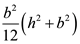 b²/12 (h² + b²)